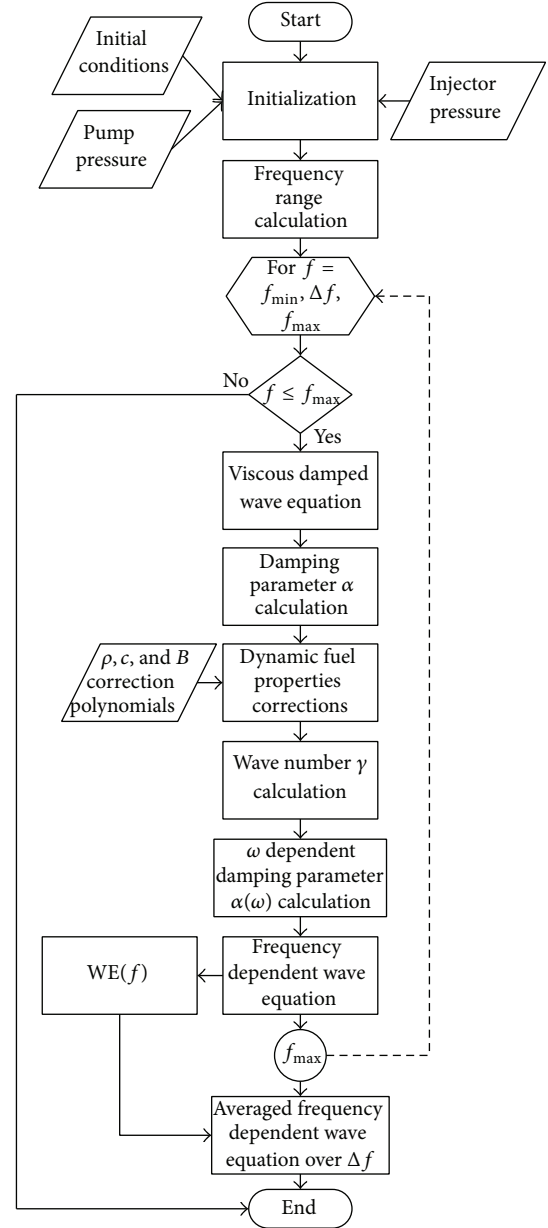 Start
Initial
conditions
Initialization
Injector
pressure
Pump
pressure
Frequency
range
calculation
For f =
f_min, Δf,
f_max
No
f ≤ f_max
Yes
Viscous damped
wave equation
Damping
parameter α
calculation
ρ, c, and B
correction
polynomials
Dynamic fuel
properties
corrections
Wave number γ
calculation
ω dependent
damping parameter
α(ω) calculation
WE(f)
Frequency
dependent wave
equation
f_max
Averaged frequency
dependent wave
equation over Δf
End